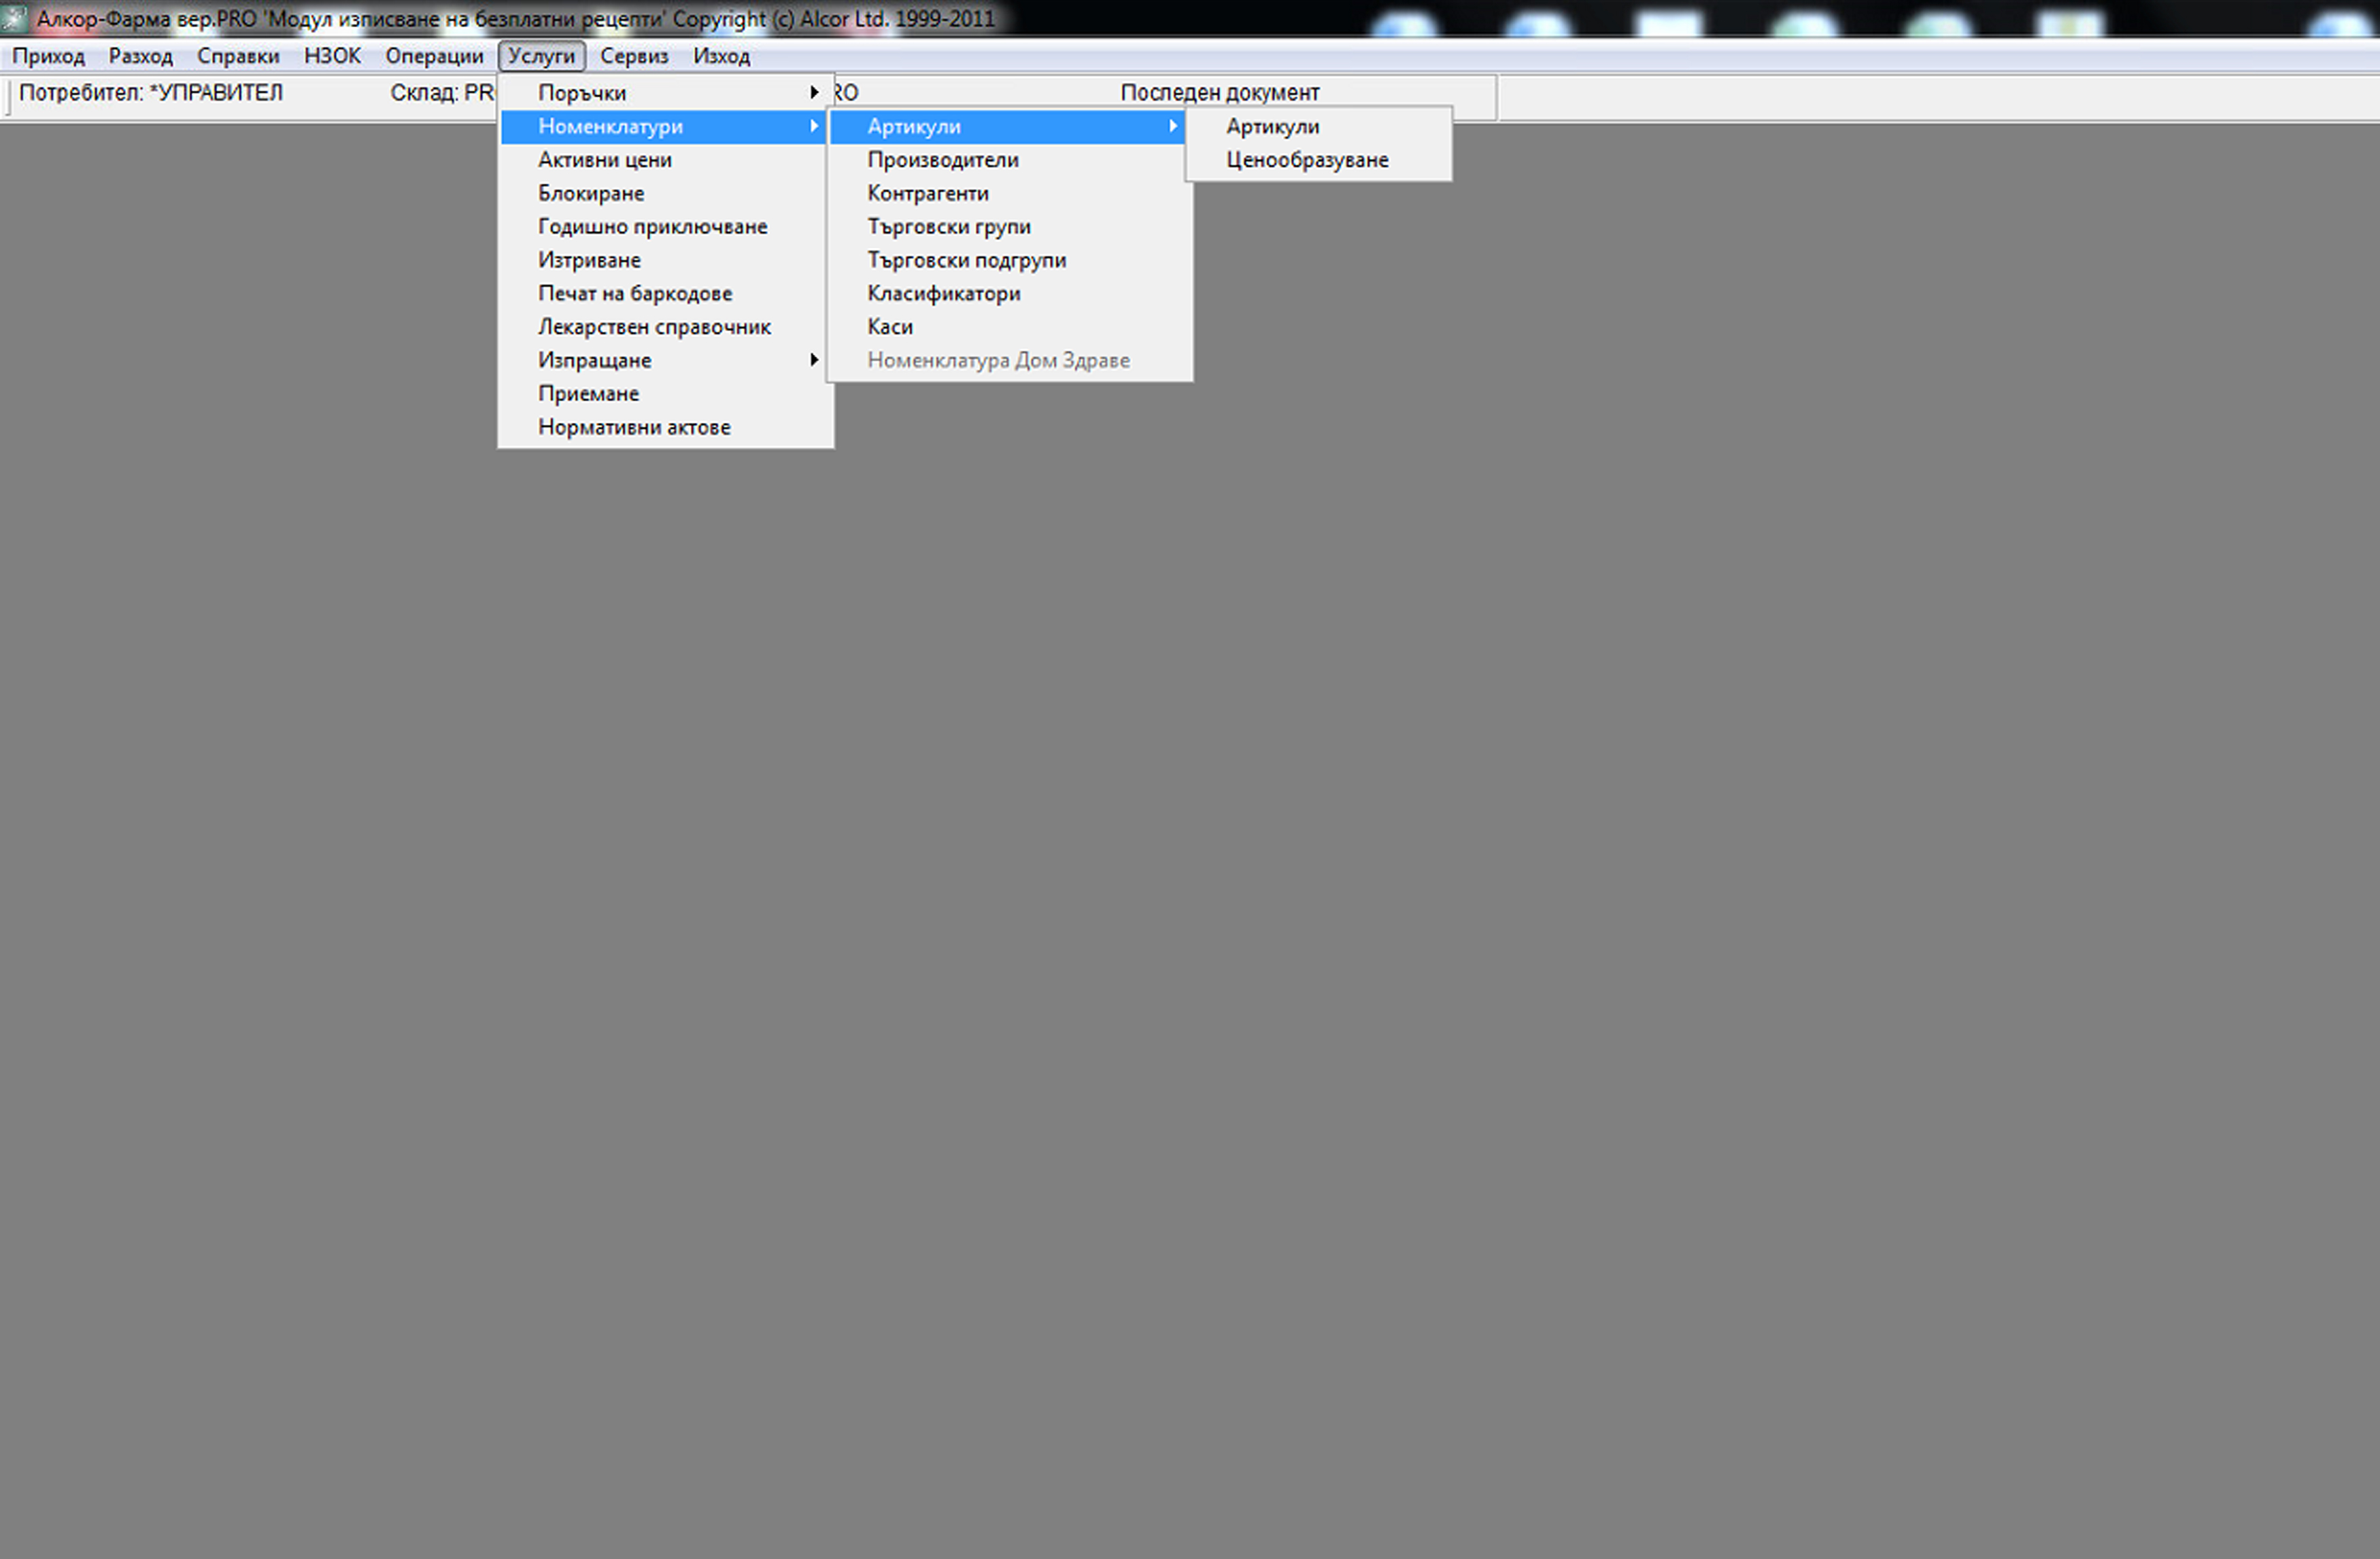 Алкор-Фарма вер.PRO 'Модул изписване на безплатни рецепти' Copyright (c) Alcor Ltd. 1999-2011
Приход Разход Справки НЗОК Операции Услуги Сервиз Изход
Потребител: *УПРАВИТЕЛ Склад: PR RO Последен документ
Поръчки
Номенклатури
Активни цени
Блокиране
Годишно приключване
Изтриване
Печат на баркодове
Лекарствен справочник
Изпращане
Приемане
Нормативни актове
Артикули
Производители
Контрагенти
Търговски групи
Търговски подгрупи
Класификатори
Каси
Номенклатура Дом Здраве
Артикули
Ценообразуване